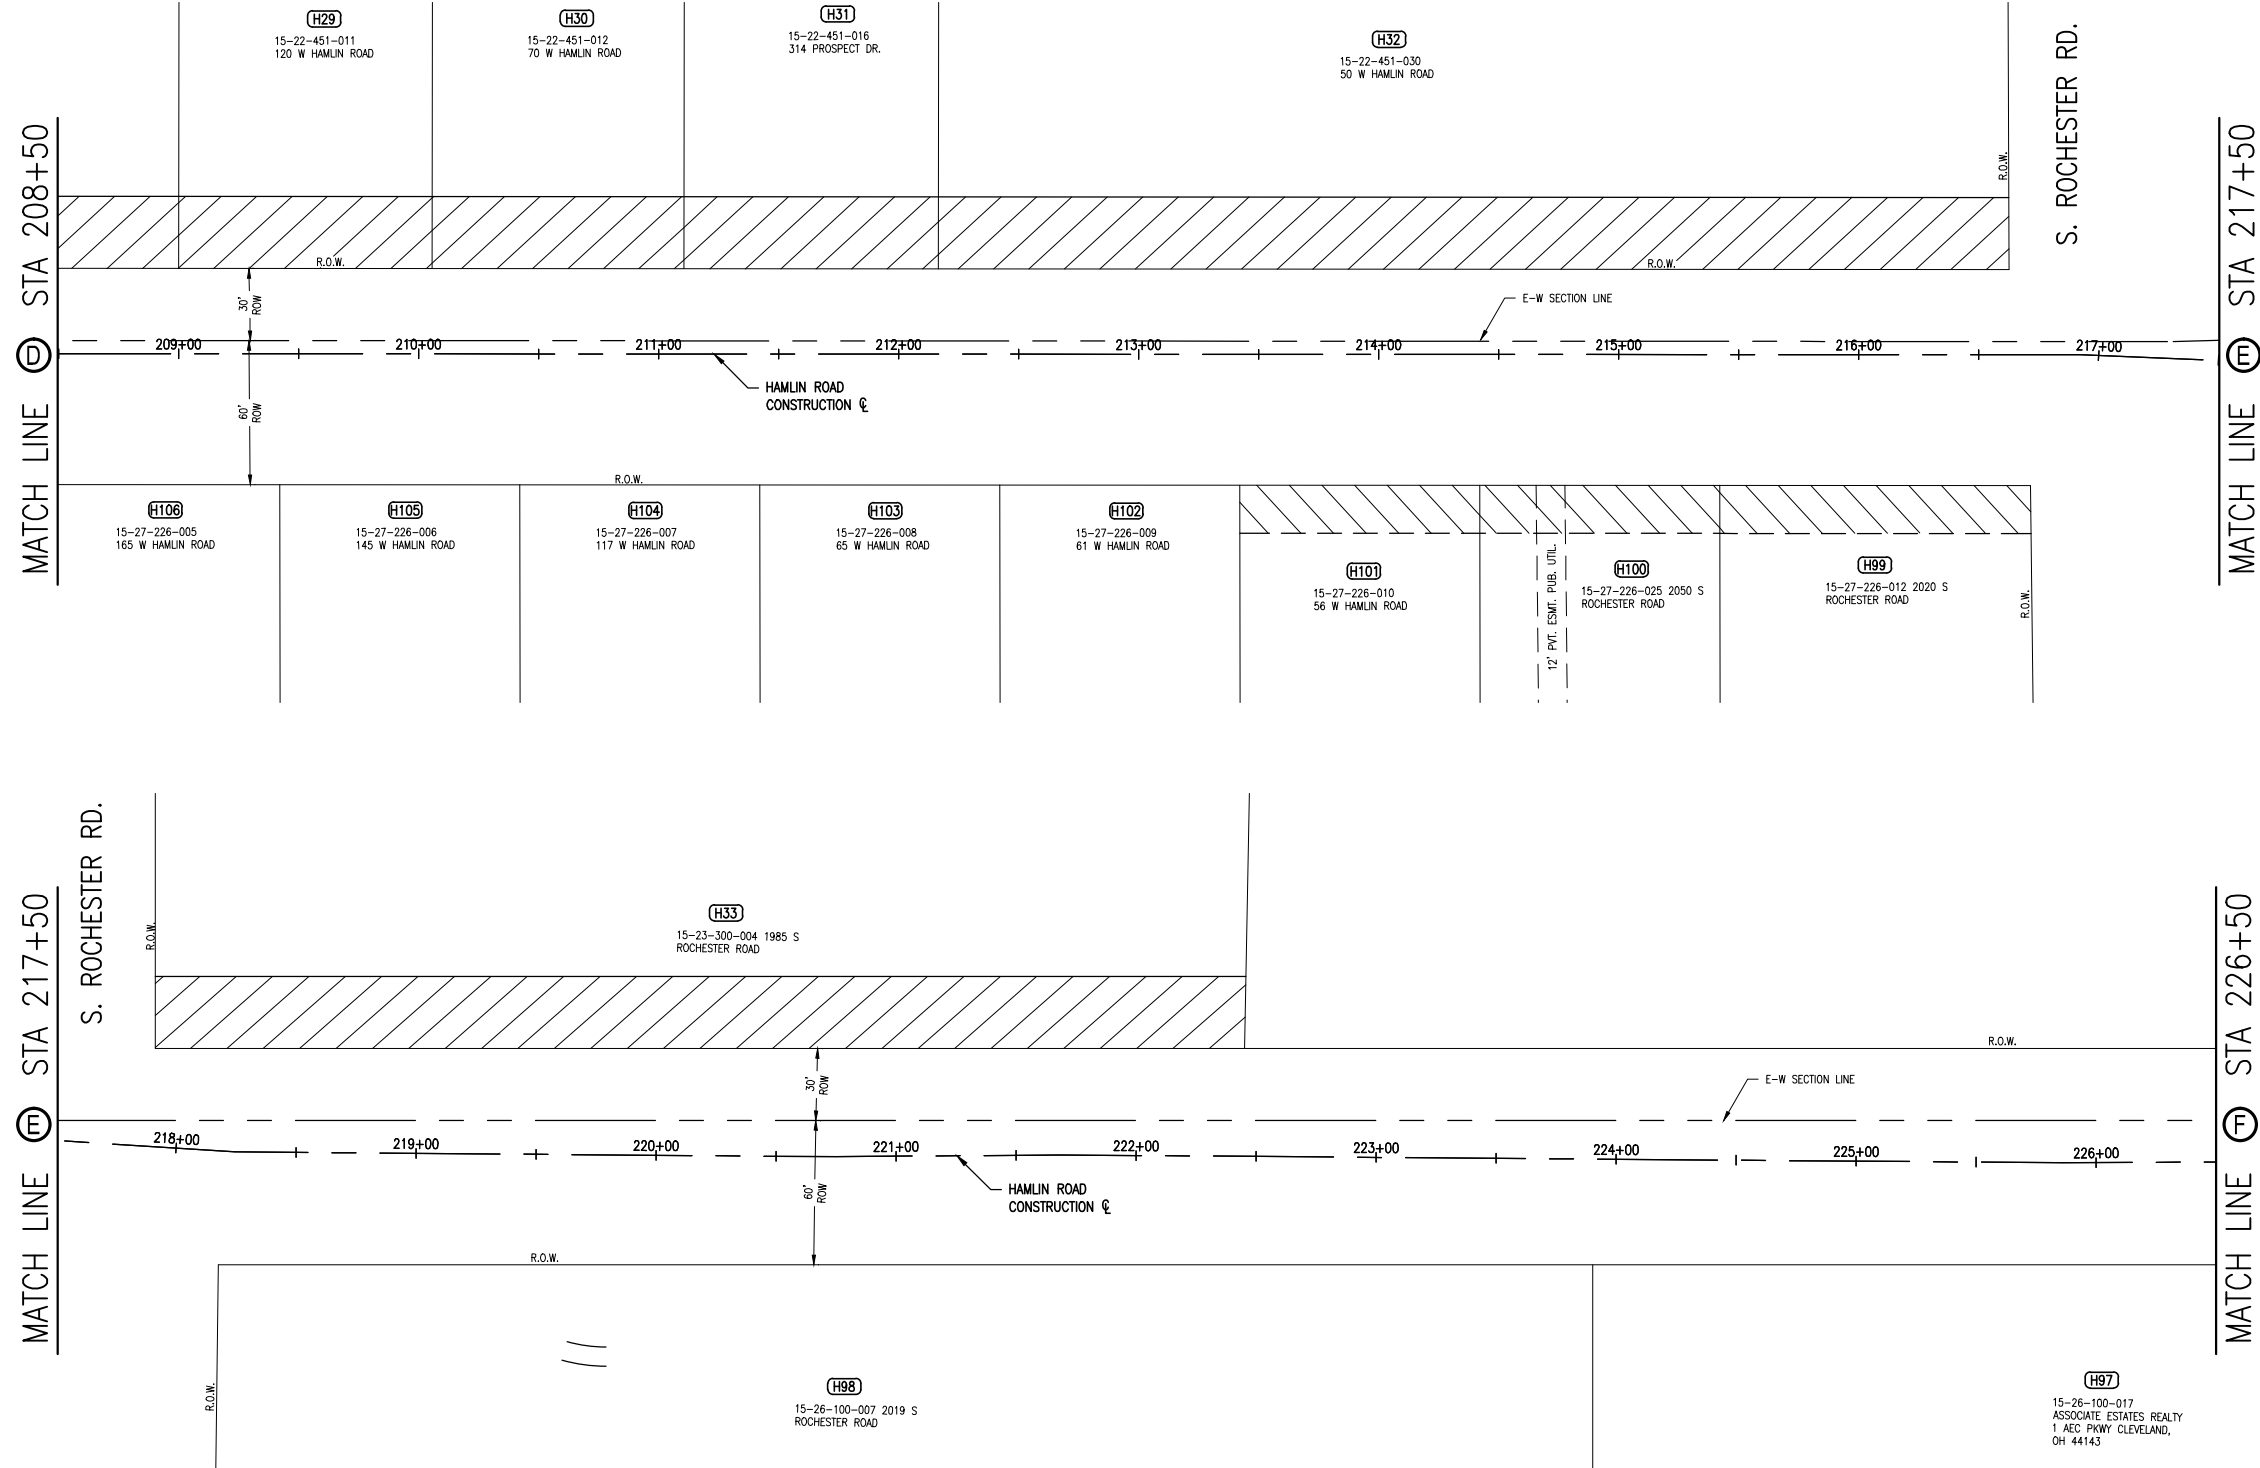 H29
15-22-451-011
120 W HAMLIN ROAD
H30
15-22-451-012
70 W HAMLIN ROAD
H31
15-22-451-016
314 PROSPECT DR.
H32
15-22-451-030
50 W HAMLIN ROAD
S. ROCHESTER RD.
R.O.W.
MATCH LINE D STA 208+50
MATCH LINE E STA 217+50
R.O.W.
R.O.W.
30'
ROW
E-W SECTION LINE
209+00
210+00
211+00
212+00
213+00
214+00
215+00
216+00
217+00
HAMLIN ROAD
CONSTRUCTION ℄
60'
ROW
R.O.W.
H106
15-27-226-005
165 W HAMLIN ROAD
H105
15-27-226-006
145 W HAMLIN ROAD
H104
15-27-226-007
117 W HAMLIN ROAD
H103
15-27-226-008
65 W HAMLIN ROAD
H102
15-27-226-009
61 W HAMLIN ROAD
H101
15-27-226-010
56 W HAMLIN ROAD
12' PVT. ESMT. PUB. UTIL.
H100
15-27-226-025 2050 S
ROCHESTER ROAD
H99
15-27-226-012 2020 S
ROCHESTER ROAD
R.O.W.
S. ROCHESTER RD.
R.O.W.
H33
15-23-300-004 1985 S
ROCHESTER ROAD
MATCH LINE E STA 217+50
MATCH LINE F STA 226+50
R.O.W.
30'
ROW
E-W SECTION LINE
218+00
219+00
220+00
221+00
222+00
223+00
224+00
225+00
226+00
HAMLIN ROAD
CONSTRUCTION ℄
60'
ROW
R.O.W.
R.O.W.
H98
15-26-100-007 2019 S
ROCHESTER ROAD
H97
15-26-100-017
ASSOCIATE ESTATES REALTY
1 AEC PKWY CLEVELAND,
OH 44143